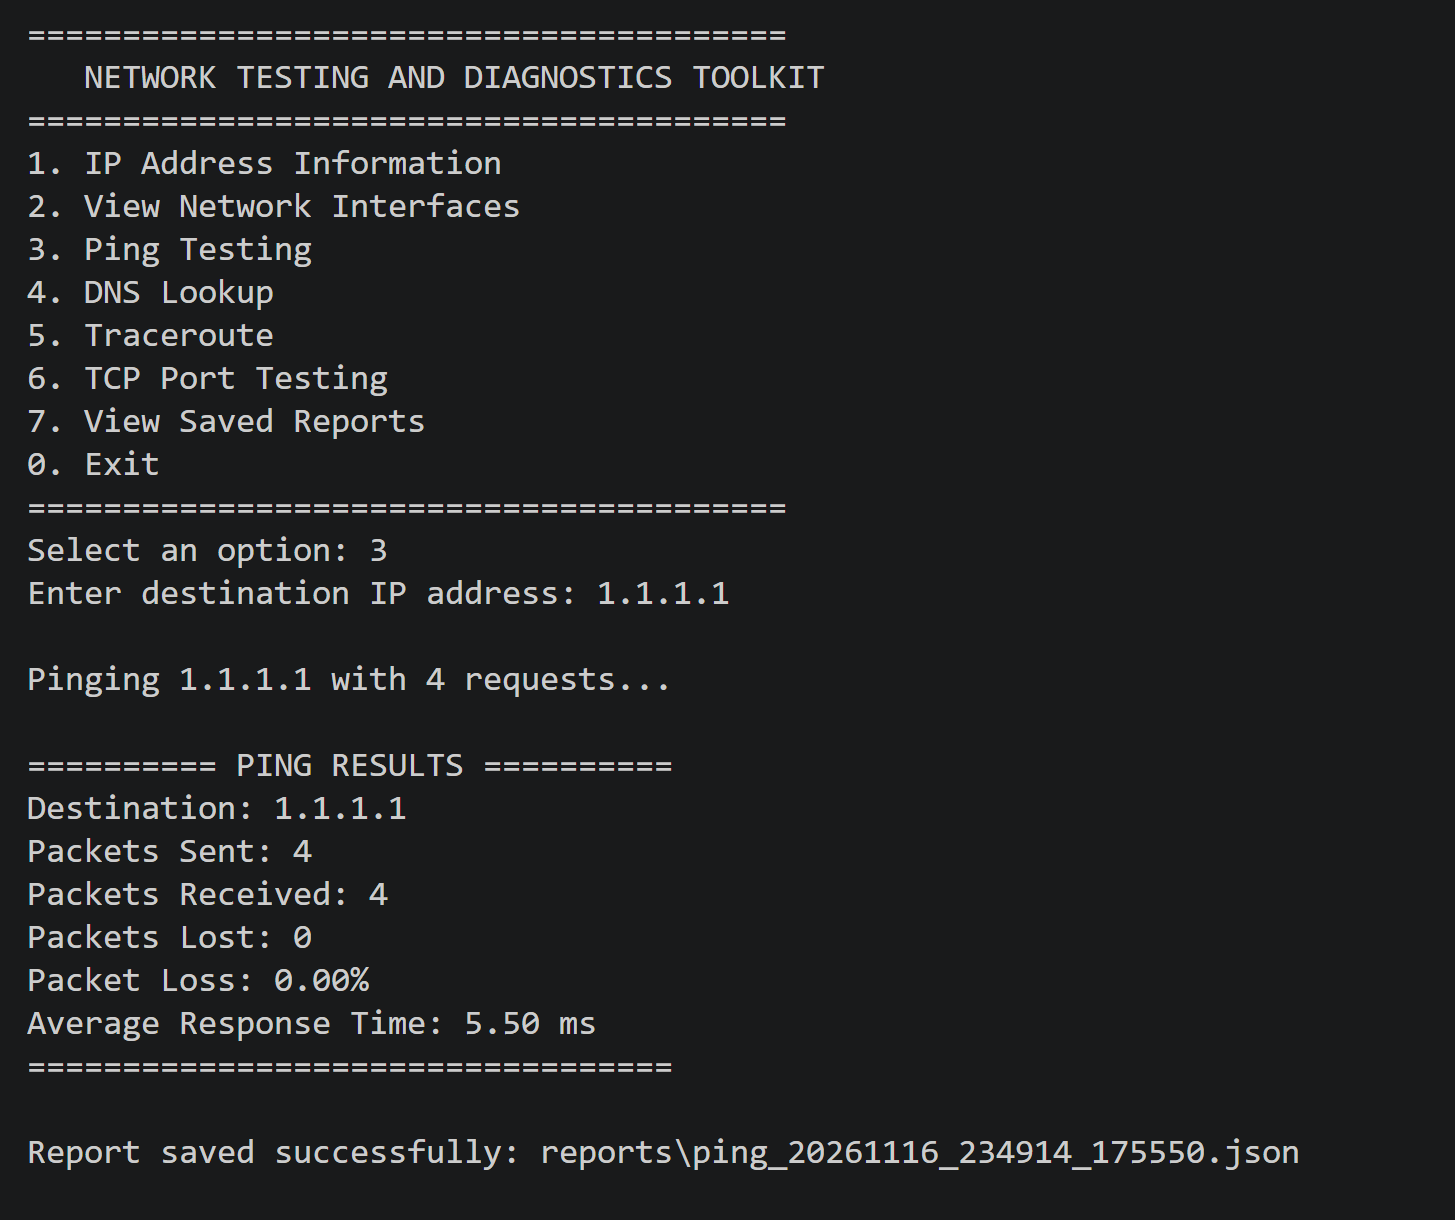 ========================================
   NETWORK TESTING AND DIAGNOSTICS TOOLKIT
========================================
1. IP Address Information
2. View Network Interfaces
3. Ping Testing
4. DNS Lookup
5. Traceroute
6. TCP Port Testing
7. View Saved Reports
0. Exit
========================================
Select an option: 3
Enter destination IP address: 1.1.1.1

Pinging 1.1.1.1 with 4 requests...

========== PING RESULTS ==========
Destination: 1.1.1.1
Packets Sent: 4
Packets Received: 4
Packets Lost: 0
Packet Loss: 0.00%
Average Response Time: 5.50 ms
==================================

Report saved successfully: reports\ping_20261116_234914_175550.json